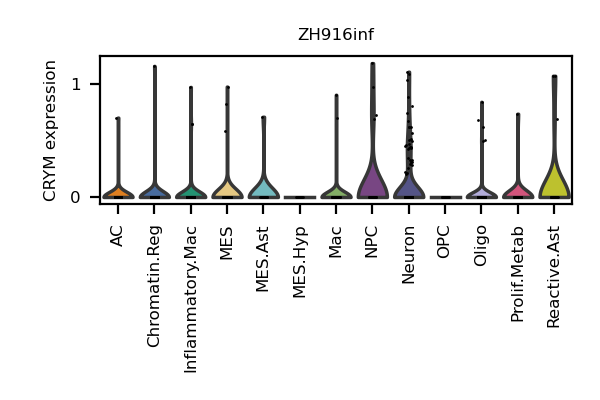 ZH916inf
CRYM expression
1
0
AC
Chromatin.Reg
Inflammatory.Mac
MES
MES.Ast
MES.Hyp
Mac
NPC
Neuron
OPC
Oligo
Prolif.Metab
Reactive.Ast